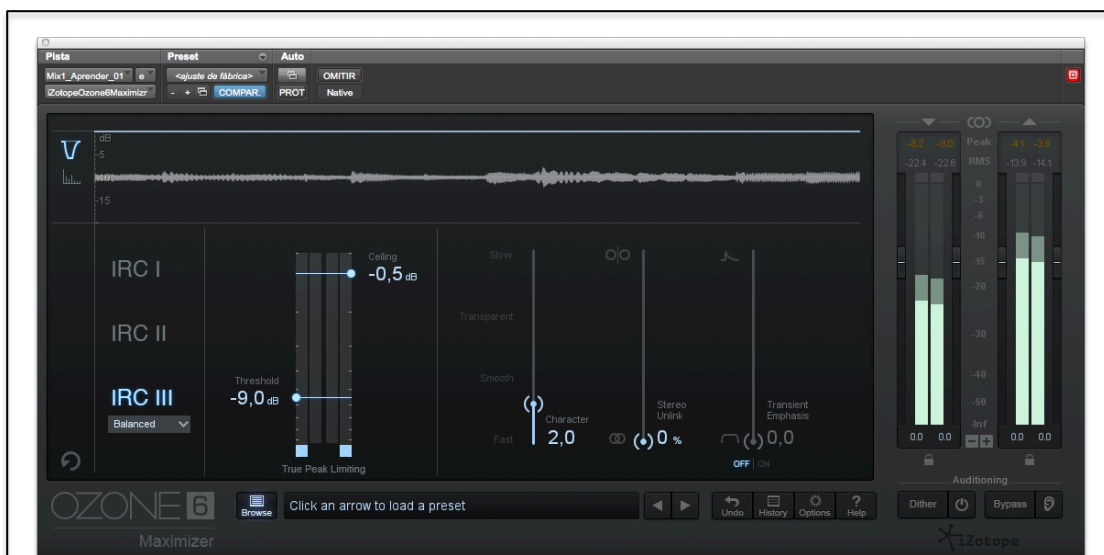 Pista Preset Auto
Mix1_Aprender_01 e <ajuste de fábrica> OMITIR
iZotopeOzone6Maximizr - + COMPAR. PROT Native
dB
-5
-10
-15
-8.2 -9.0 Peak -4.1 -3.9
-22.4 -22.6 RMS -13.9 -14.1
0
-3
-6
-10
-15
-20
-30
-40
-50
-Inf
0.0 0.0 - + 0.0 0.0
IRC I
IRC II
IRC III
Balanced
Ceiling
-0,5 dB
Threshold
-9,0 dB
True Peak Limiting
Slow
Transparent
Smooth
Fast
Character
2,0
Stereo
Unlink
0 %
Transient
Emphasis
0,0
OFF | ON
Auditioning
Dither Bypass
OZONE 6
Maximizer
Browse Click an arrow to load a preset Undo History Options ? Help
iZotope